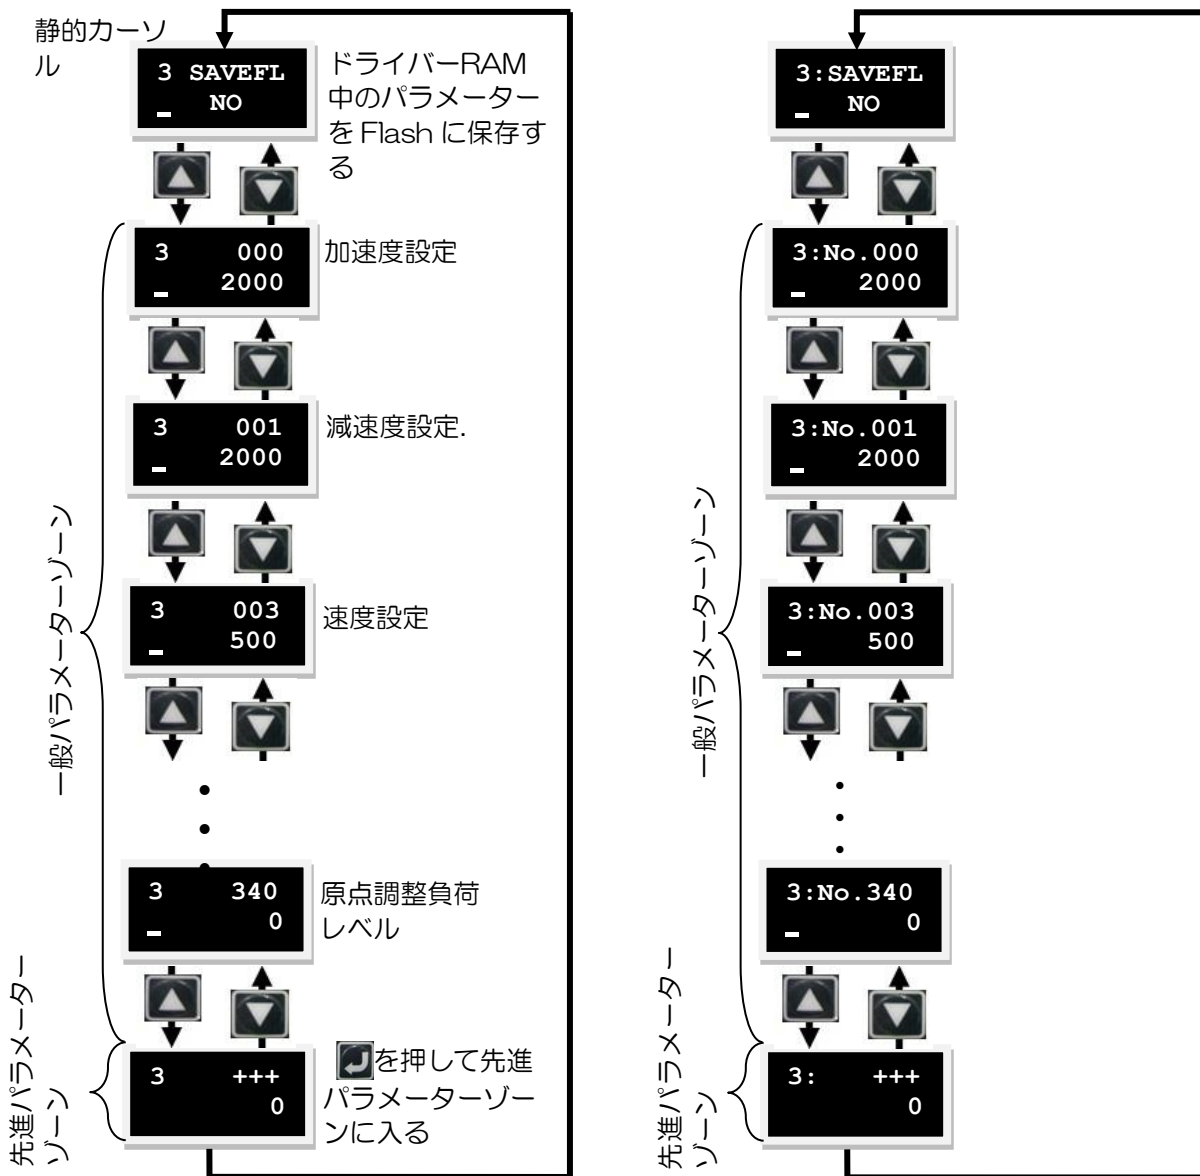 静的カーソ
ル
3 SAVEFL
NO
ドライバーRAM
中のパラメーター
を Flash に保存す
る
3 000
2000
加速度設定
3 001
2000
減速度設定.
3 003
500
速度設定
一般パラメーターゾーン
3 340
0
原点調整負荷
レベル
先進パラメーター
ゾーン
3 +++
0
を押して先進
パラメーターゾー
ンに入る
3:SAVEFL
NO
3:No.000
2000
3:No.001
2000
3:No.003
500
一般パラメーターゾーン
3:No.340
0
先進パラメーター
ゾーン
3: +++
0